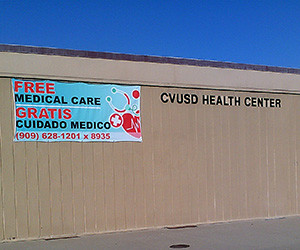 FREE
MEDICAL CARE
GRATIS
CUIDADO MEDICO
(909) 628-1201 x 8935
CVUSD HEALTH CENTER